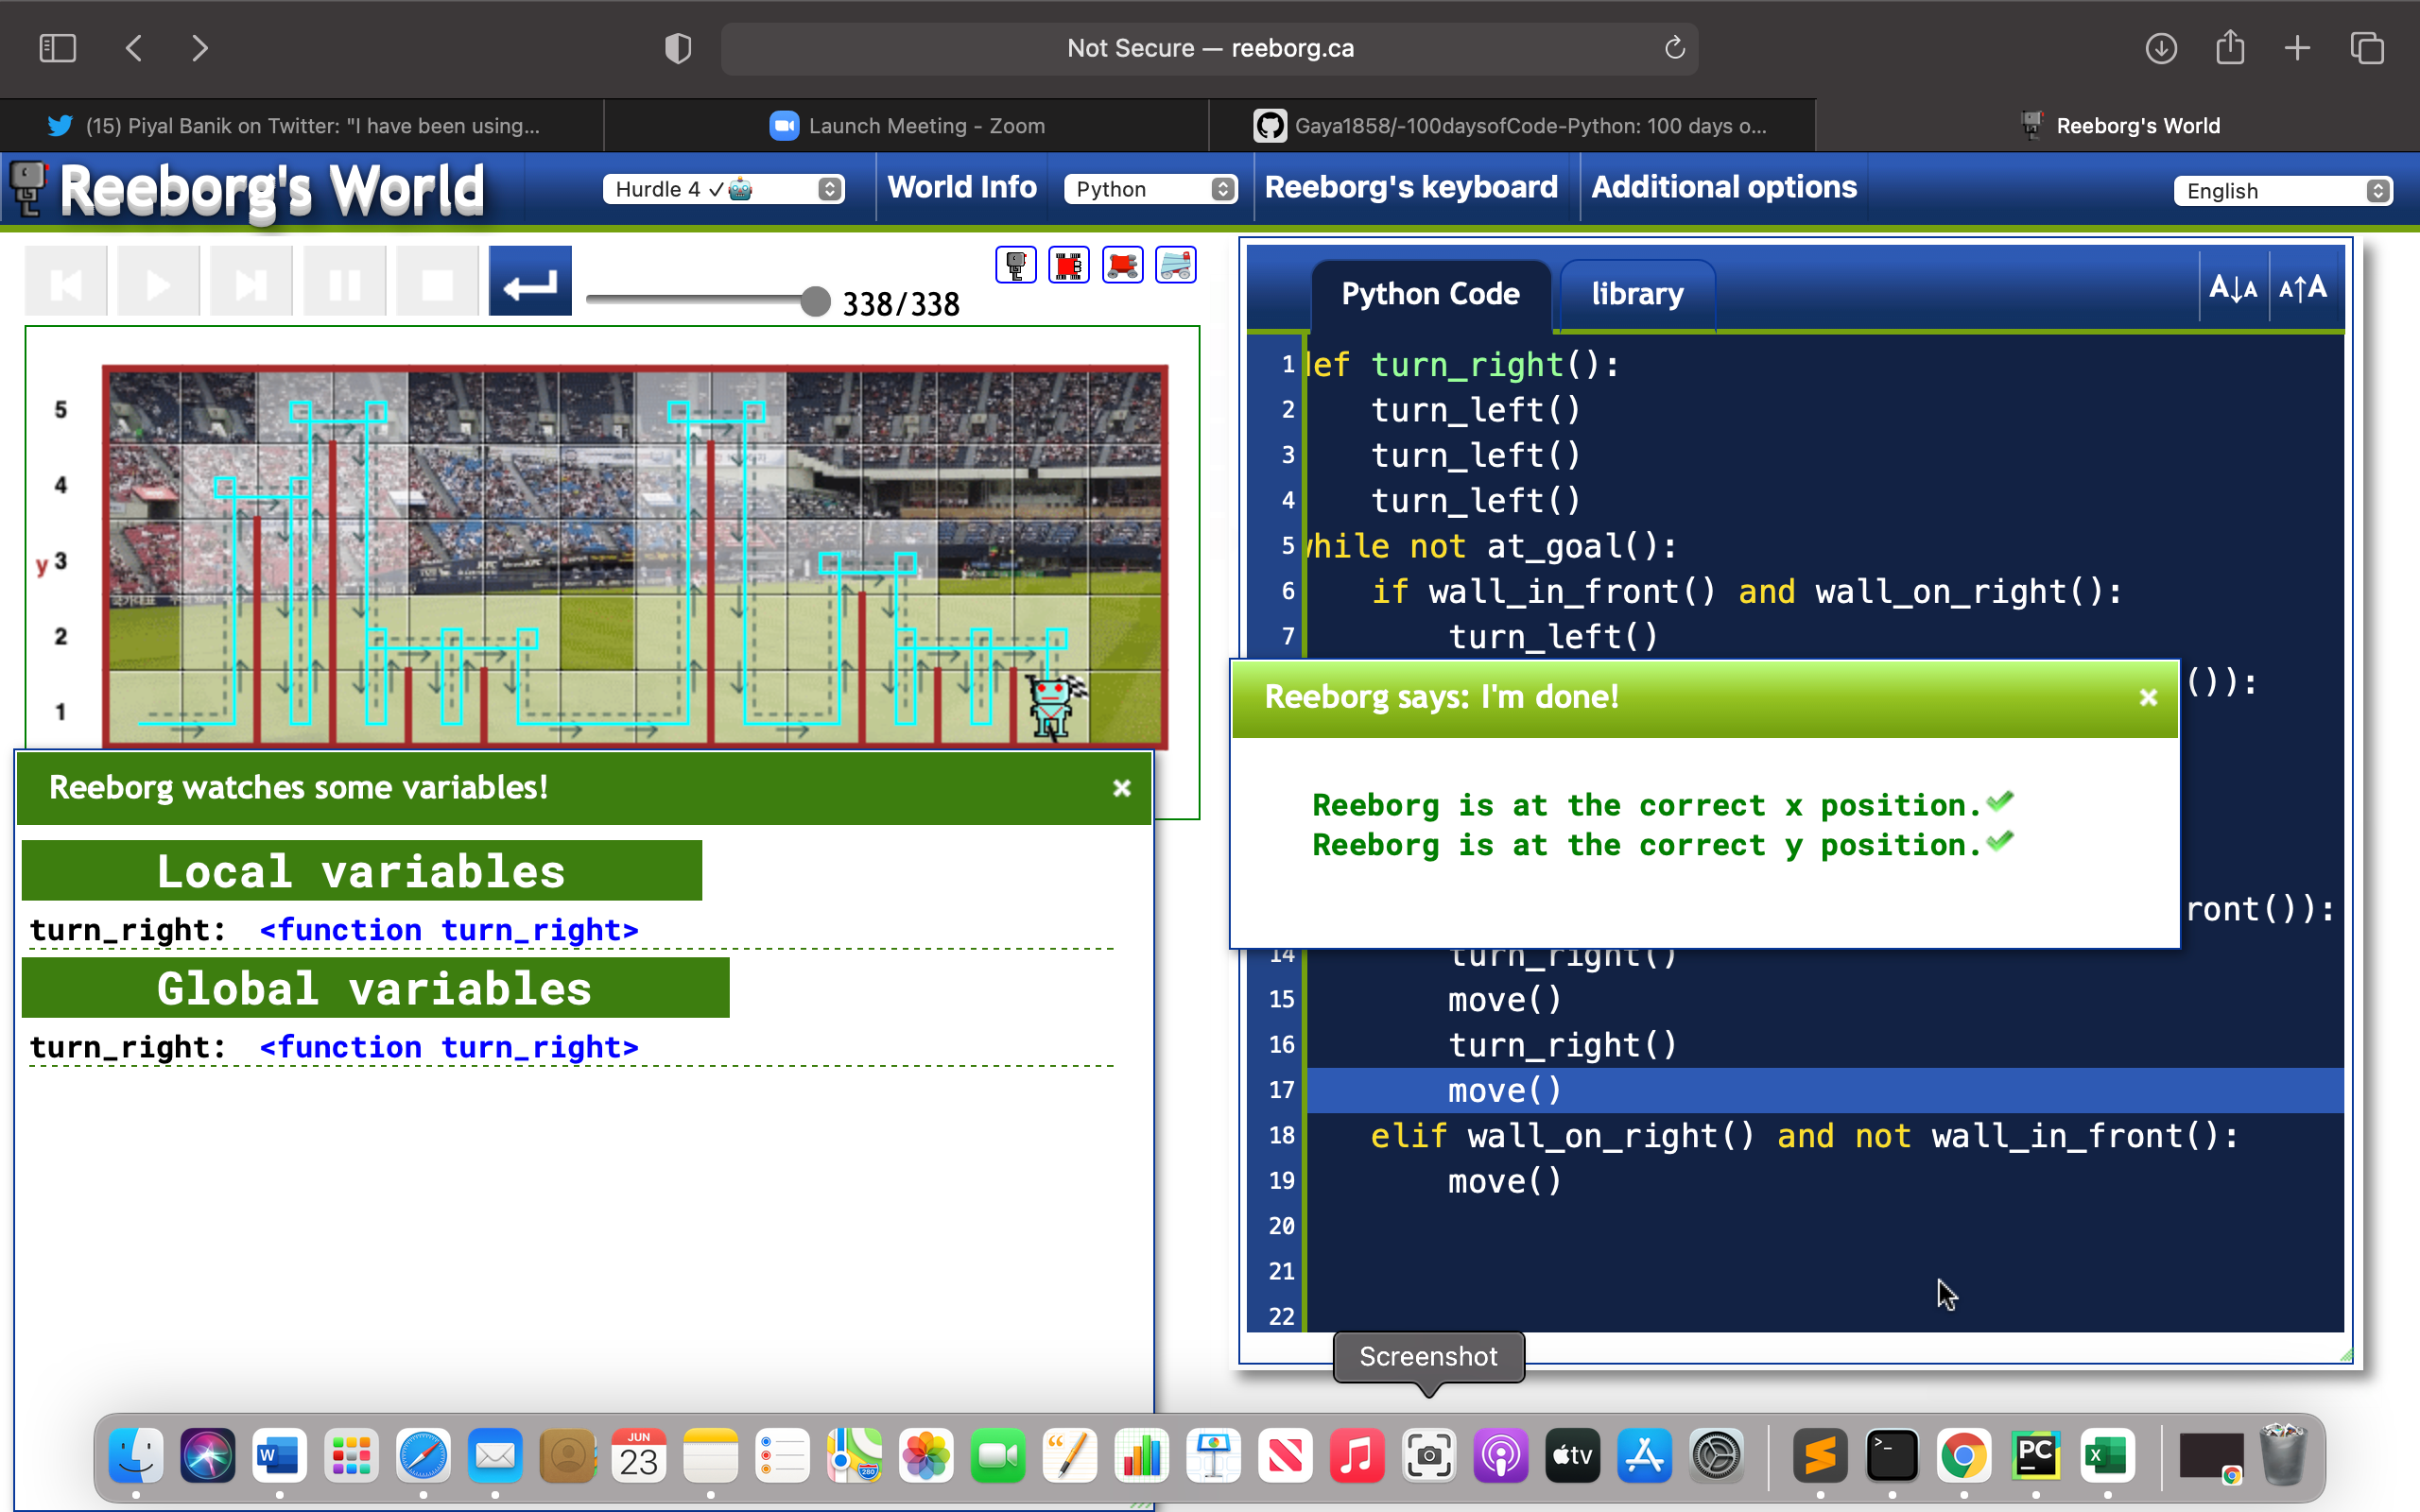 Not Secure — reeborg.ca
(15) Piyal Banik on Twitter: "I have been using...
Launch Meeting - Zoom
Gaya1858/-100daysofCode-Python: 100 days o...
Reeborg's World
Reeborg's World
Hurdle 4 ✓🤖
World Info
Python
Reeborg's keyboard
Additional options
English
338/338
5
4
y 3
2
1
Python Code
library
A↓A
A↑A
1 def turn_right():
2 turn_left()
3 turn_left()
4 turn_left()
5 while not at_goal():
6 if wall_in_front() and wall_on_right():
7 turn_left()
()):
ront()):
14 turn_right()
15 move()
16 turn_right()
17 move()
18 elif wall_on_right() and not wall_in_front():
19 move()
20
21
22
Reeborg says: I'm done!
×
Reeborg is at the correct x position.
Reeborg is at the correct y position.
Reeborg watches some variables!
×
Local variables
turn_right: <function turn_right>
Global variables
turn_right: <function turn_right>
Screenshot
W
JUN
23
280
tv
>_
PC
X